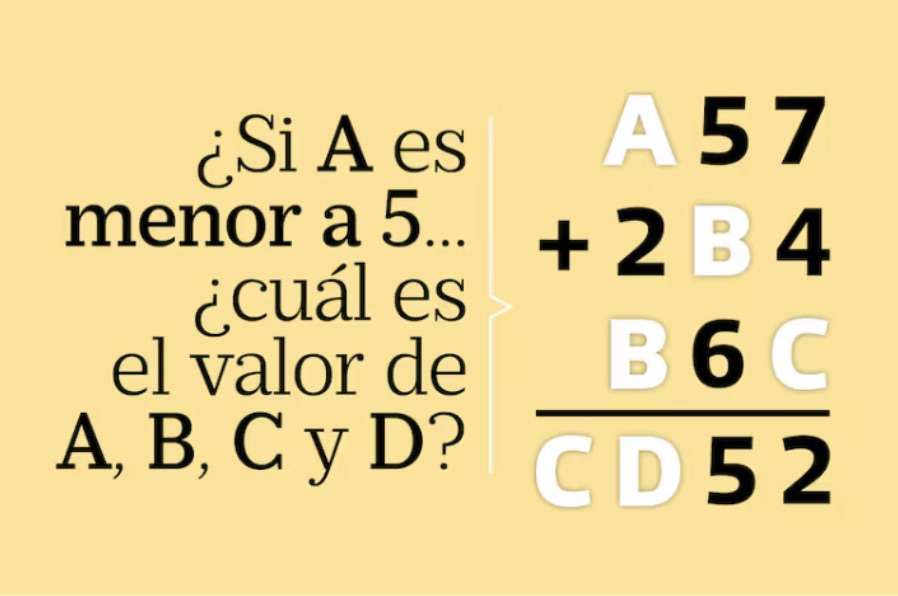 ¿Si A es
menor a 5...
¿cuál es
el valor de
A, B, C y D?
A 5 7
+ 2 B 4
B 6 C
C D 5 2